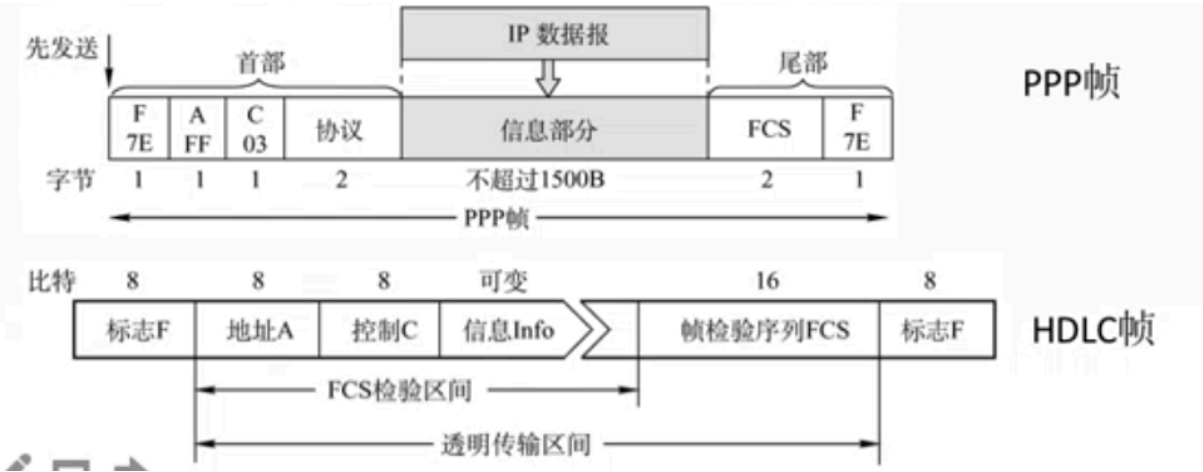 IP 数据报
先发送
首部
尾部
PPP帧
F 7E
A FF
C 03
协议
信息部分
FCS
F 7E
字节 1 1 1 2 不超过1500B 2 1
PPP帧
比特 8 8 8 可变 16 8
标志F 地址A 控制C 信息Info 帧检验序列FCS 标志F
HDLC帧
FCS检验区间
透明传输区间